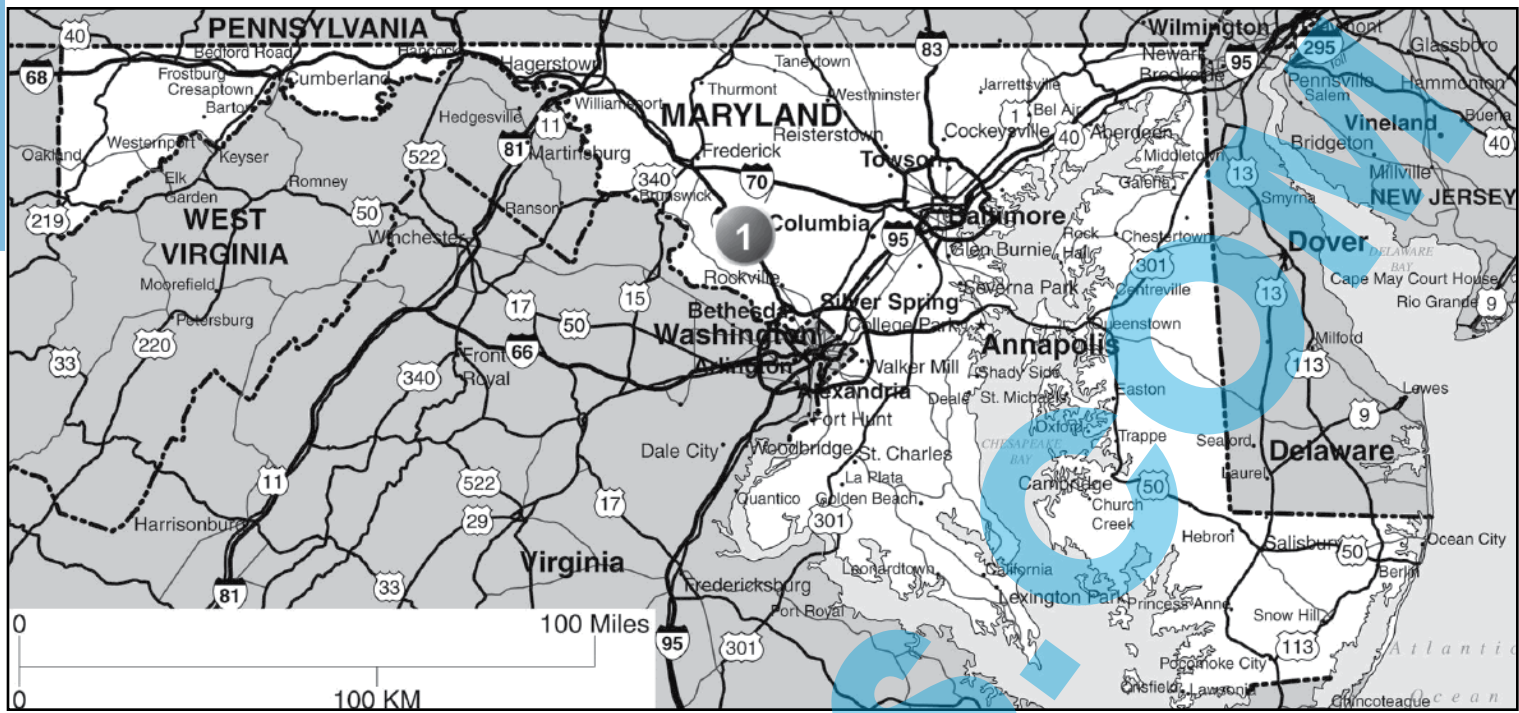 40
PENNSYLVANIA
83
Wilmington
295
Glassboro
68
Bedford Road
Hancock
Hagerstown
Taneytown
Newark
95
Toll
Frostburg
Cumberland
Brookside
Pennsville
Hammonton
Cresaptown
Thurmont
Westminster
Jarrettsville
Salem
Barton
Williamsport
MARYLAND
1
Bel Air
Vineland
Buena
Hedgesville
11
Reisterstown
Cockeysville
40
Aberdeen
Westernport
81
Martinsburg
Frederick
Towson
Middletown
Bridgeton
40
Oakland
Keyser
522
340
70
Galena
13
Millville
Elk
Garden
Romney
Brunswick
Smyrna
NEW JERSEY
219
WEST
VIRGINIA
50
Ranson
1
Columbia
95
Baltimore
Rock
Hall
Chestertown
Dover
Winchester
Glen Burnie
301
DELAWARE
BAY
Moorefield
Rockville
Severna Park
Centreville
13
Cape May Court House
17
15
Bethesda
Silver Spring
Rio Grande
9
Petersburg
50
Washington
College Park
Queenstown
220
66
Annapolis
Milford
33
Front
Royal
Arlington
Walker Mill
Shady Side
113
340
Alexandria
Deale
St. Michaels
Easton
Lewes
Fort Hunt
Oxford
9
Dale City
Woodbridge
St. Charles
CHESAPEAKE
BAY
Trappe
Seaford
Delaware
11
522
La Plata
Cambridge
50
Laurel
17
Quantico
Golden Beach
Church
Creek
Harrisonburg
29
301
Hebron
Salisbury
50
Ocean City
Virginia
Leonardtown
California
Berlin
81
33
Fredericksburg
Lexington Park
Princess Anne
Port Royal
Snow Hill
0
100 Miles
95
301
113
Atlantic
Pocomoke City
0
100 KM
Crisfield
Lawsonia
Ocean
Chincoteague
S.COM